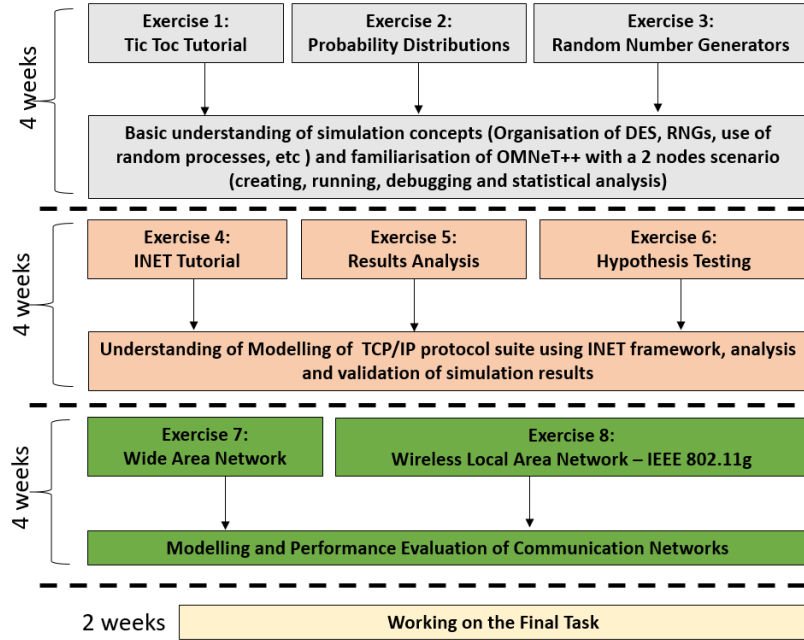 4 weeks
Exercise 1:
Tic Toc Tutorial
Exercise 2:
Probability Distributions
Exercise 3:
Random Number Generators
Basic understanding of simulation concepts (Organisation of DES, RNGs, use of
random processes, etc ) and familiarisation of OMNeT++ with a 2 nodes scenario
(creating, running, debugging and statistical analysis)
4 weeks
Exercise 4:
INET Tutorial
Exercise 5:
Results Analysis
Exercise 6:
Hypothesis Testing
Understanding of Modelling of TCP/IP protocol suite using INET framework, analysis
and validation of simulation results
4 weeks
Exercise 7:
Wide Area Network
Exercise 8:
Wireless Local Area Network – IEEE 802.11g
Modelling and Performance Evaluation of Communication Networks
2 weeks
Working on the Final Task